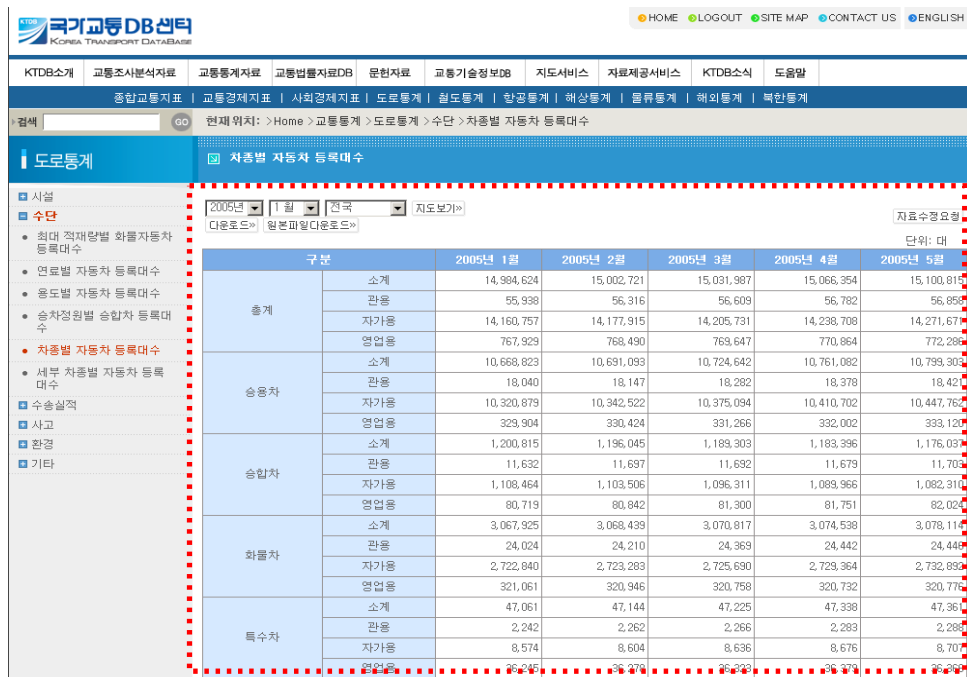 KTDB 국가교통DB센터
KOREA TRANSPORT DATABASE
HOME LOGOUT SITE MAP CONTACT US ENGLISH
KTDB소개 교통조사분석자료 교통통계자료 교통법률자료DB 문헌자료 교통기술정보DB 지도서비스 자료제공서비스 KTDB소식 도움말
종합교통지표 | 교통경제지표 | 사회경제지표 | 도로통계 | 철도통계 | 항공통계 | 해상통계 | 물류통계 | 해외통계 | 북한통계
검색 GO 현재위치: >Home >교통통계 >도로통계 >수단 >차종별 자동차 등록대수
도로통계
차종별 자동차 등록대수
시설
수단
최대 적재량별 화물자동차
등록대수
연료별 자동차 등록대수
용도별 자동차 등록대수
승차정원별 승합차 등록대
수
차종별 자동차 등록대수
세부 차종별 자동차 등록
대수
수송실적
사고
환경
기타
2005년 1 월 전국 지도보기»
다운로드» 원본파일다운로드»
자료수정요청
단위: 대
구분 2005년 1월 2005년 2월 2005년 3월 2005년 4월 2005년 5월
총계 소계 14,984,624 15,002,721 15,031,987 15,066,354 15,100,815
관용 55,938 56,316 56,609 56,782 56,858
자가용 14,160,757 14,177,915 14,205,731 14,238,708 14,271,671
영업용 767,929 768,490 769,647 770,864 772,286
승용차 소계 10,668,823 10,691,093 10,724,642 10,761,082 10,799,303
관용 18,040 18,147 18,282 18,378 18,421
자가용 10,320,879 10,342,522 10,375,094 10,410,702 10,447,762
영업용 329,904 330,424 331,266 332,002 333,120
승합차 소계 1,200,815 1,196,045 1,189,303 1,183,396 1,176,037
관용 11,632 11,697 11,692 11,679 11,703
자가용 1,108,464 1,103,506 1,096,311 1,089,966 1,082,310
영업용 80,719 80,842 81,300 81,751 82,024
화물차 소계 3,067,925 3,068,439 3,070,817 3,074,538 3,078,114
관용 24,024 24,210 24,369 24,442 24,446
자가용 2,722,840 2,723,283 2,725,690 2,729,364 2,732,892
영업용 321,061 320,946 320,758 320,732 320,776
특수차 소계 47,061 47,144 47,225 47,338 47,361
관용 2,242 2,262 2,266 2,283 2,288
자가용 8,574 8,604 8,636 8,676 8,707
영업용 36,245 36,278 36,323 36,379